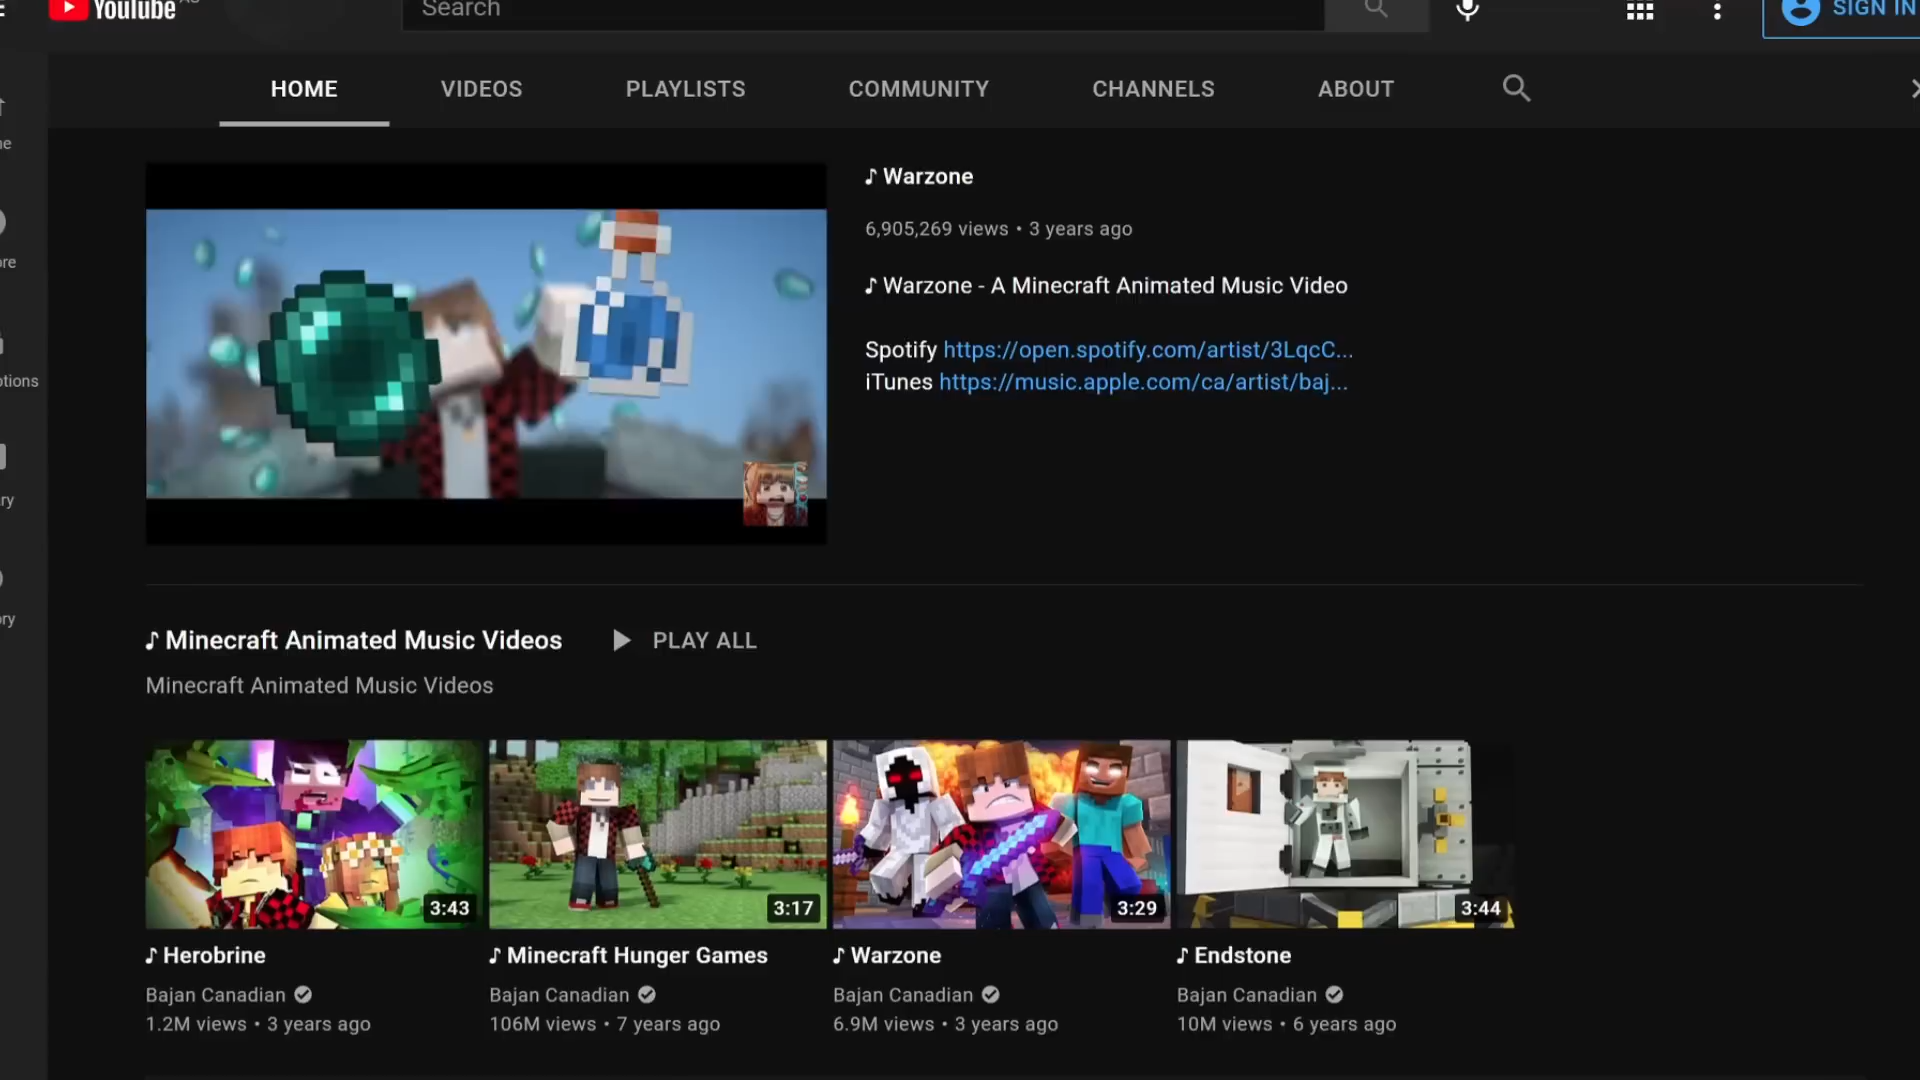 YouTube
Search
SIGN IN
HOME
VIDEOS
PLAYLISTS
COMMUNITY
CHANNELS
ABOUT
♪ Warzone
6,905,269 views • 3 years ago
♪ Warzone - A Minecraft Animated Music Video
Spotify https://open.spotify.com/artist/3LqcC...
iTunes https://music.apple.com/ca/artist/baj...
♪ Minecraft Animated Music Videos
PLAY ALL
Minecraft Animated Music Videos
3:43
3:17
3:29
3:44
♪ Herobrine
♪ Minecraft Hunger Games
♪ Warzone
♪ Endstone
Bajan Canadian
Bajan Canadian
Bajan Canadian
Bajan Canadian
1.2M views • 3 years ago
106M views • 7 years ago
6.9M views • 3 years ago
10M views • 6 years ago